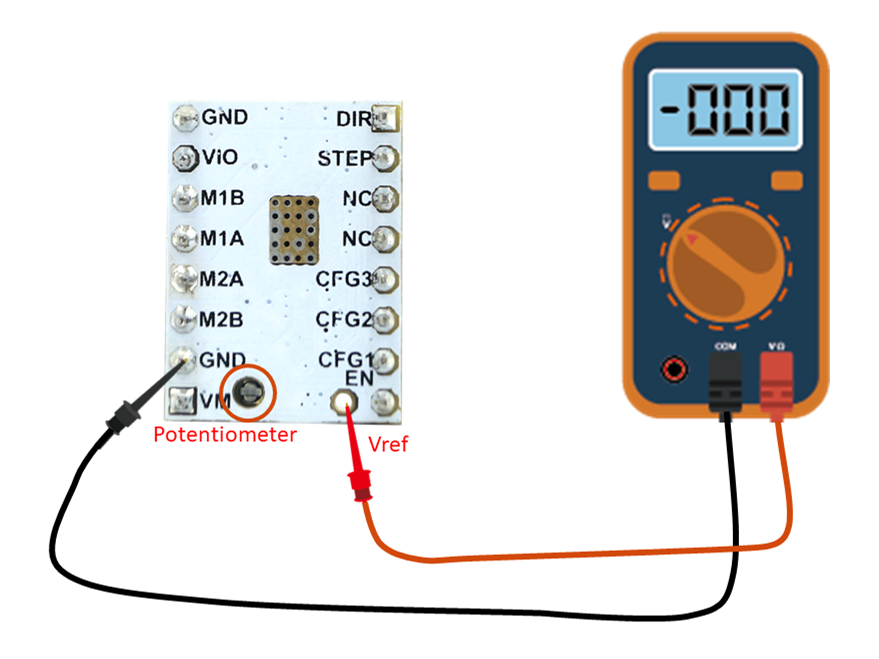 GND DIR
ViO STEP
M1B NC
M1A NC
M2A CFG3
M2B CFG2
GND CFG1
EN
VM
Potentiometer
Vref
-000
COM VΩ